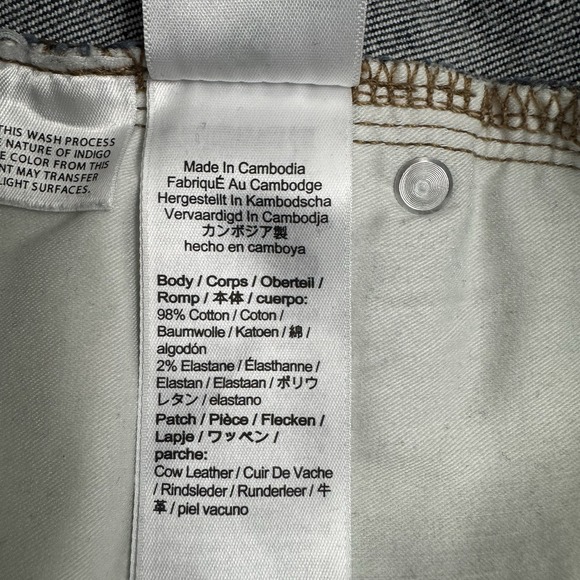 THIS WASH PROCESS
NATURE OF INDIGO
COLOR FROM THIS
MAY TRANSFER
LIGHT SURFACES.
Made In Cambodia
FabriquÉ Au Cambodge
Hergestellt In Kambodscha
Vervaardigd In Cambodja
カンボジア製
hecho en camboya
Body / Corps / Oberteil /
Romp / 本体 / cuerpo:
98% Cotton / Coton /
Baumwolle / Katoen / 綿 /
algodón
2% Elastane / Élasthanne /
Elastan / Elastaan / ポリウ
レタン / elastano
Patch / Pièce / Flecken /
Lapje / ワッペン /
parche:
Cow Leather / Cuir De Vache
/ Rindsleder / Runderleer / 牛
革 / piel vacuno